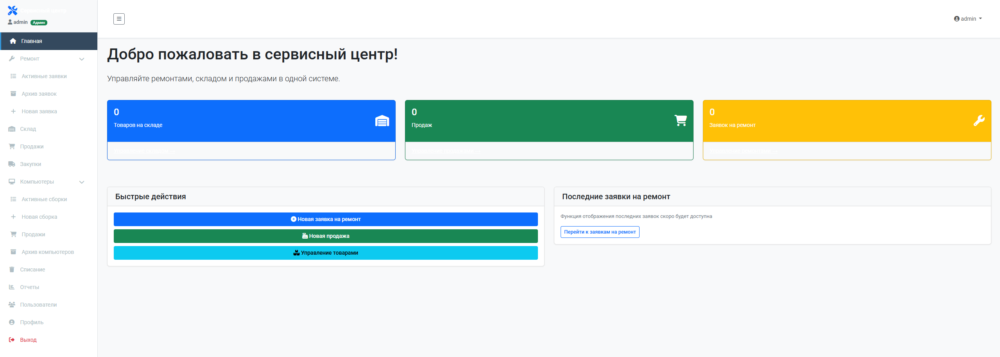 Сервисный центр
admin Админ
Главная
Ремонт
Активные заявки
Архив заявок
Новая заявка
Склад
Продажи
Закупки
Компьютеры
Активные сборки
Новая сборка
Продажи
Архив компьютеров
Списание
Отчеты
Пользователи
Профиль
Выход
admin
Добро пожаловать в сервисный центр!
Управляйте ремонтами, складом и продажами в одной системе.
0
Товаров на складе
Управление складом →
0
Продаж
Управление продажами →
0
Заявок на ремонт
Управление ремонтами →
Быстрые действия
Новая заявка на ремонт
Новая продажа
Управление товарами
Последние заявки на ремонт
Функция отображения последних заявок скоро будет доступна
Перейти к заявкам на ремонт